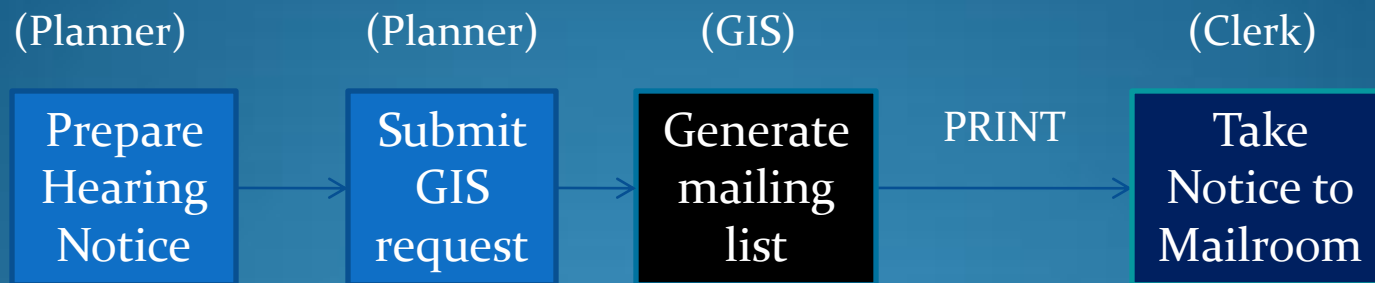 (Planner)
(Planner)
(GIS)
(Clerk)
Prepare
Hearing
Notice
Submit
GIS
request
Generate
mailing
list
PRINT
Take
Notice to
Mailroom